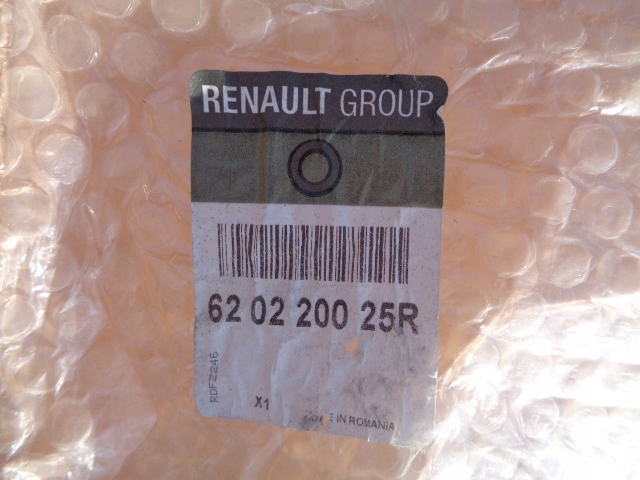 RENAULT GROUP
62 02 200 25R
RDFZ246
X1
IN ROMANIA